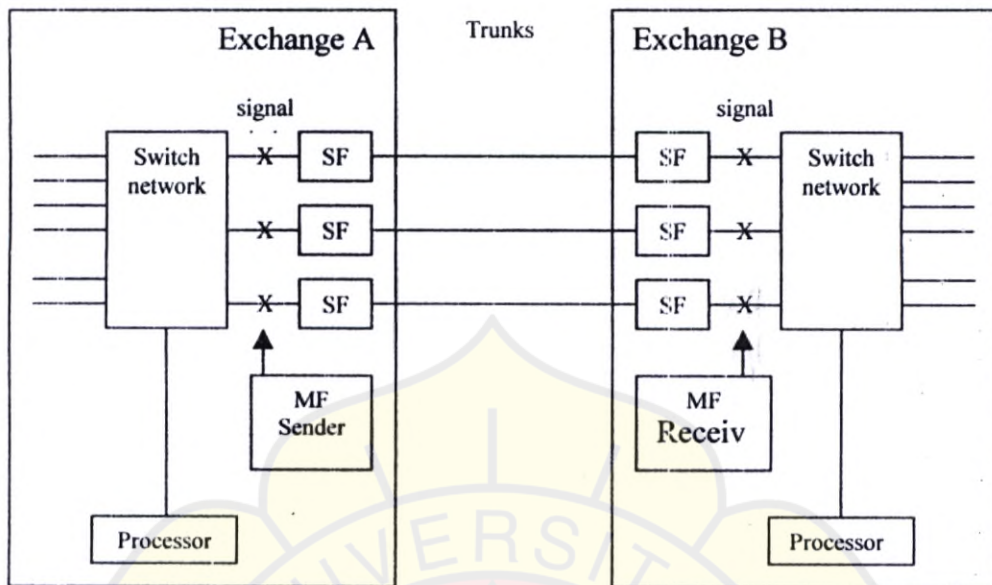 Exchange A
Trunks
Exchange B
signal
signal
Switch
network
X
SF
SF
X
Switch
network
X
SF
SF
X
X
SF
SF
X
MF
Sender
MF
Receiv
Processor
Processor
UNIVERSIT